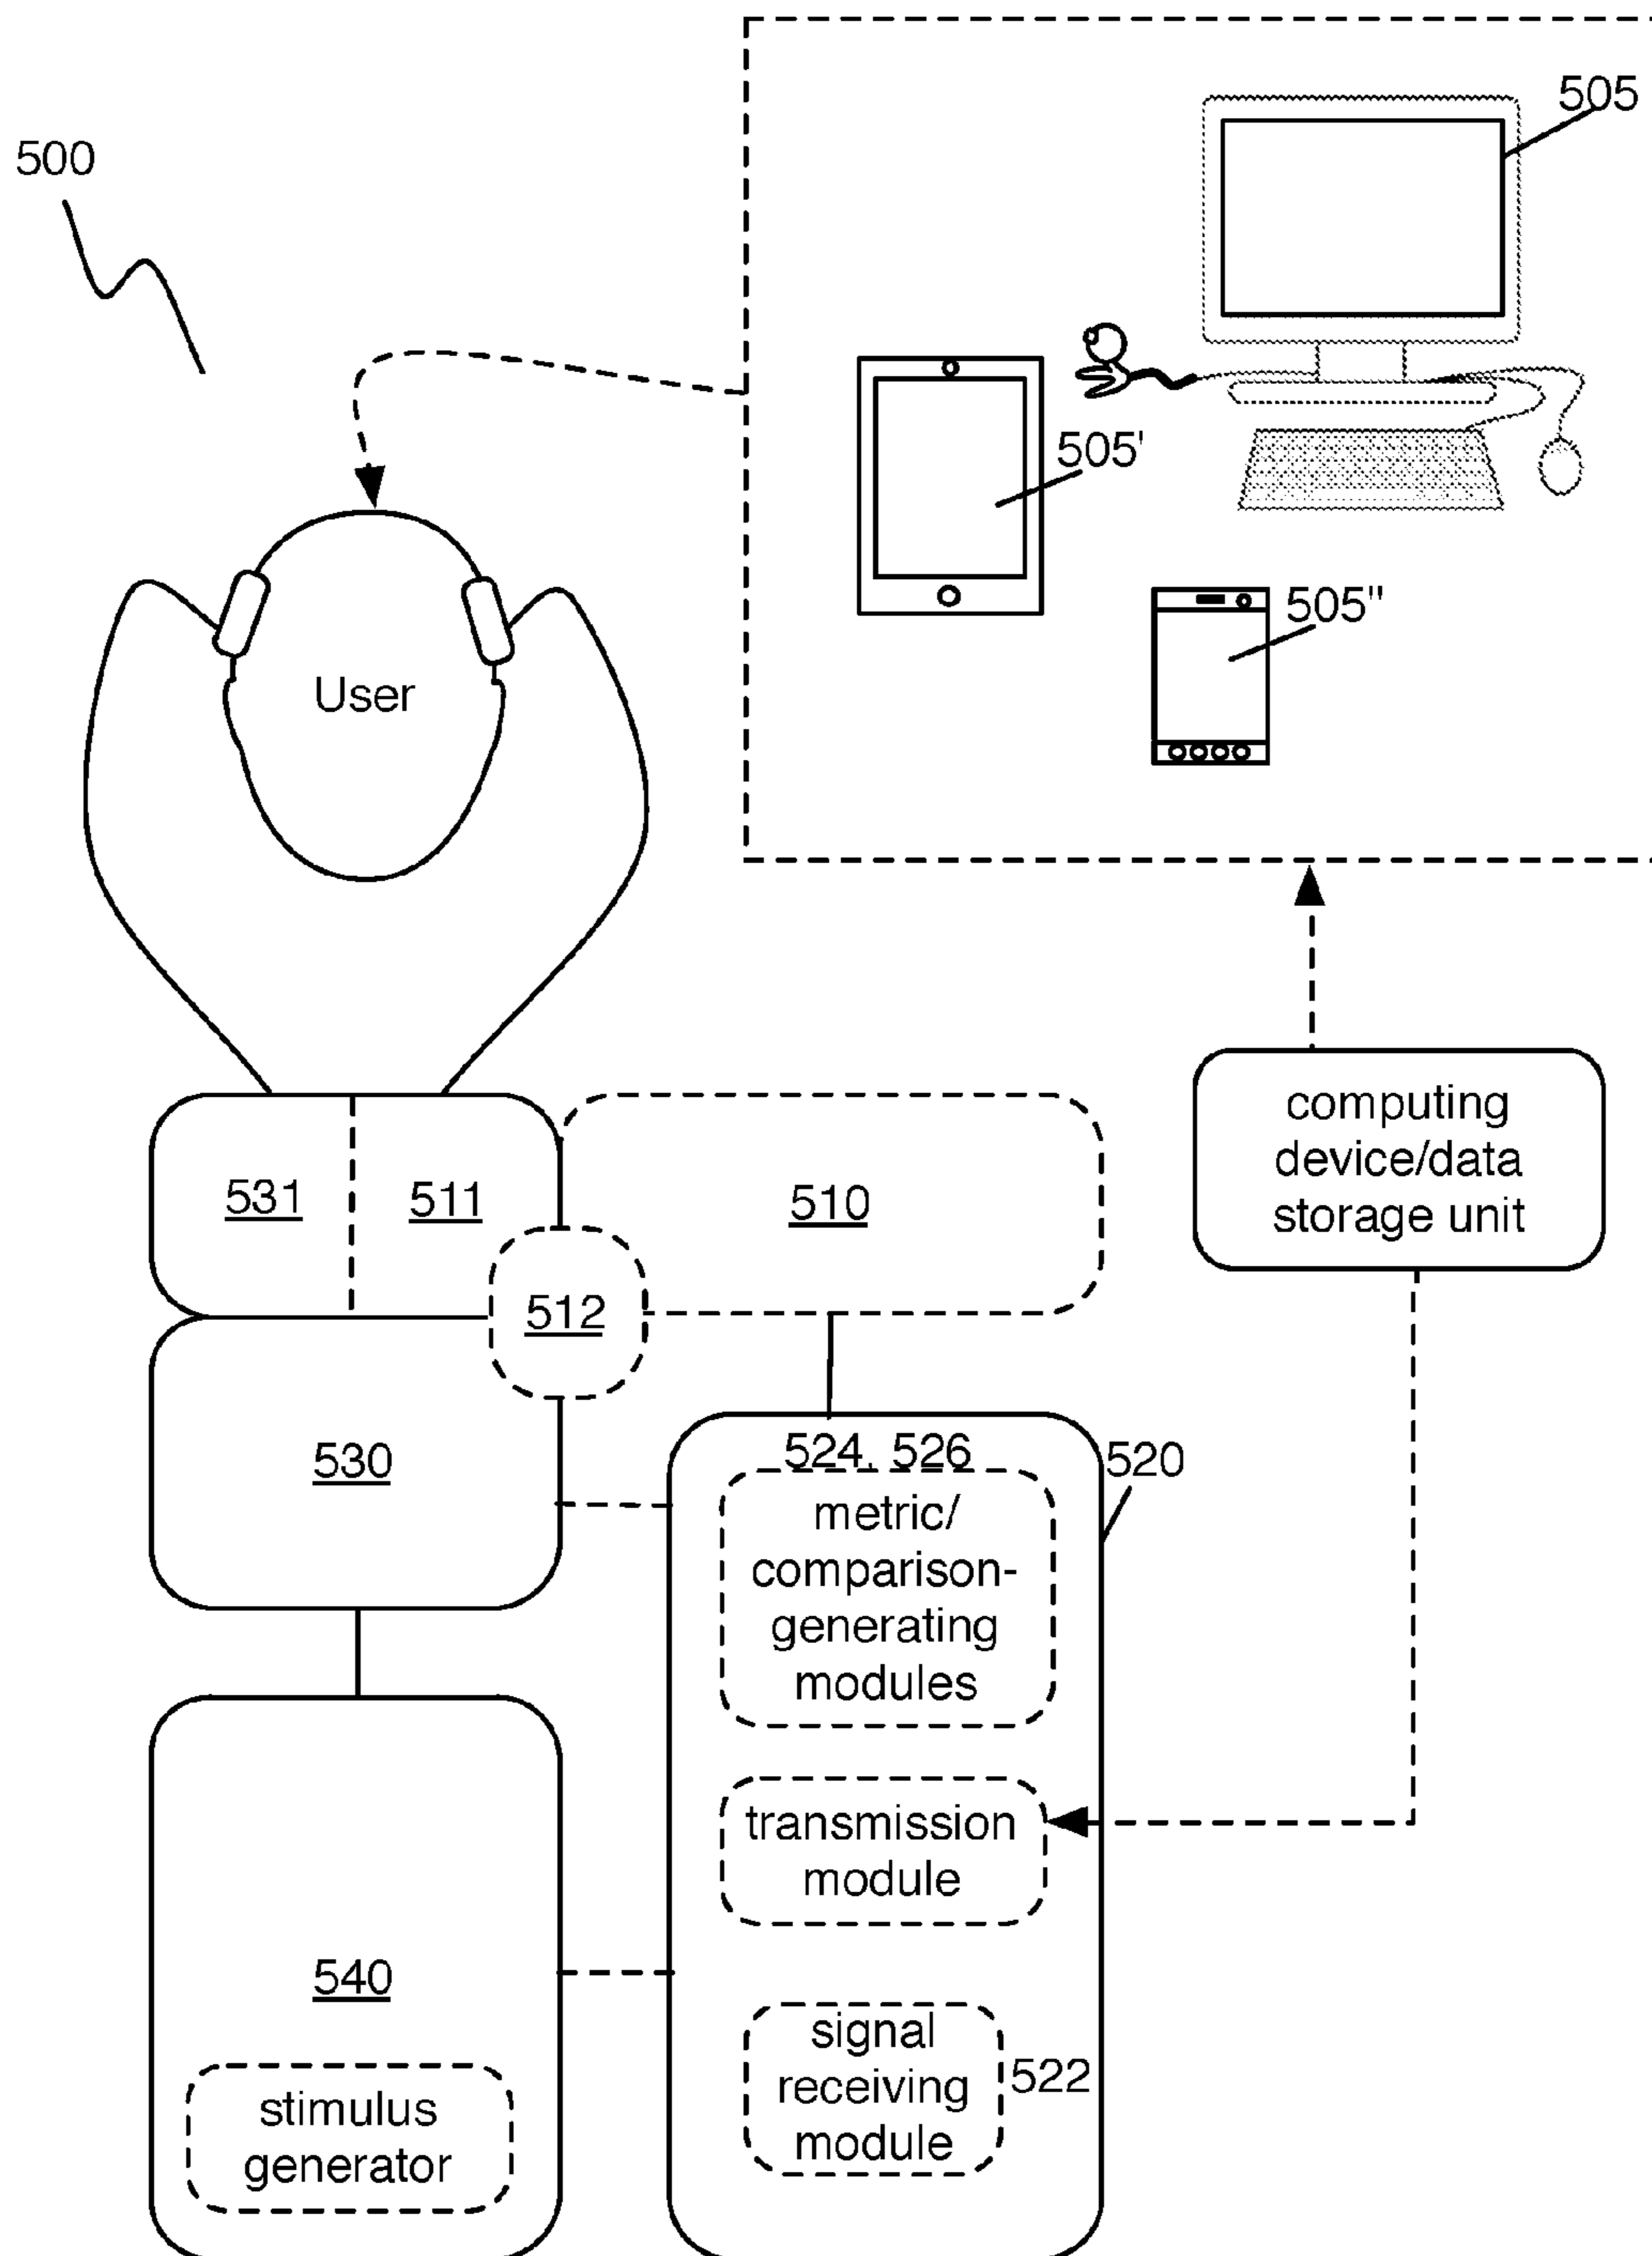 500
505
505'
505"
User
531
511
510
512
computing
device/data
storage unit
530
524, 526
520
metric/
comparison-
generating
modules
transmission
module
540
signal
receiving
module
522
stimulus
generator